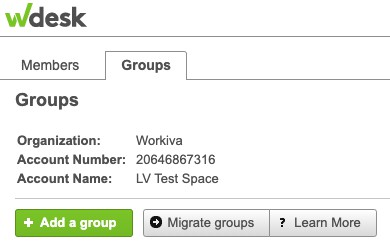 wdesk
Members Groups
Groups
Organization: Workiva
Account Number: 20646867316
Account Name: LV Test Space
+ Add a group Migrate groups ? Learn More